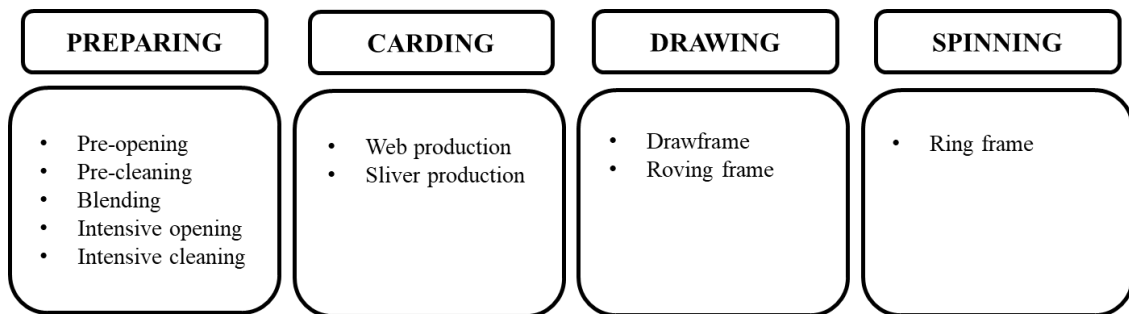 PREPARING
• Pre-opening
• Pre-cleaning
• Blending
• Intensive opening
• Intensive cleaning
CARDING
• Web production
• Sliver production
DRAWING
• Drawframe
• Roving frame
SPINNING
• Ring frame